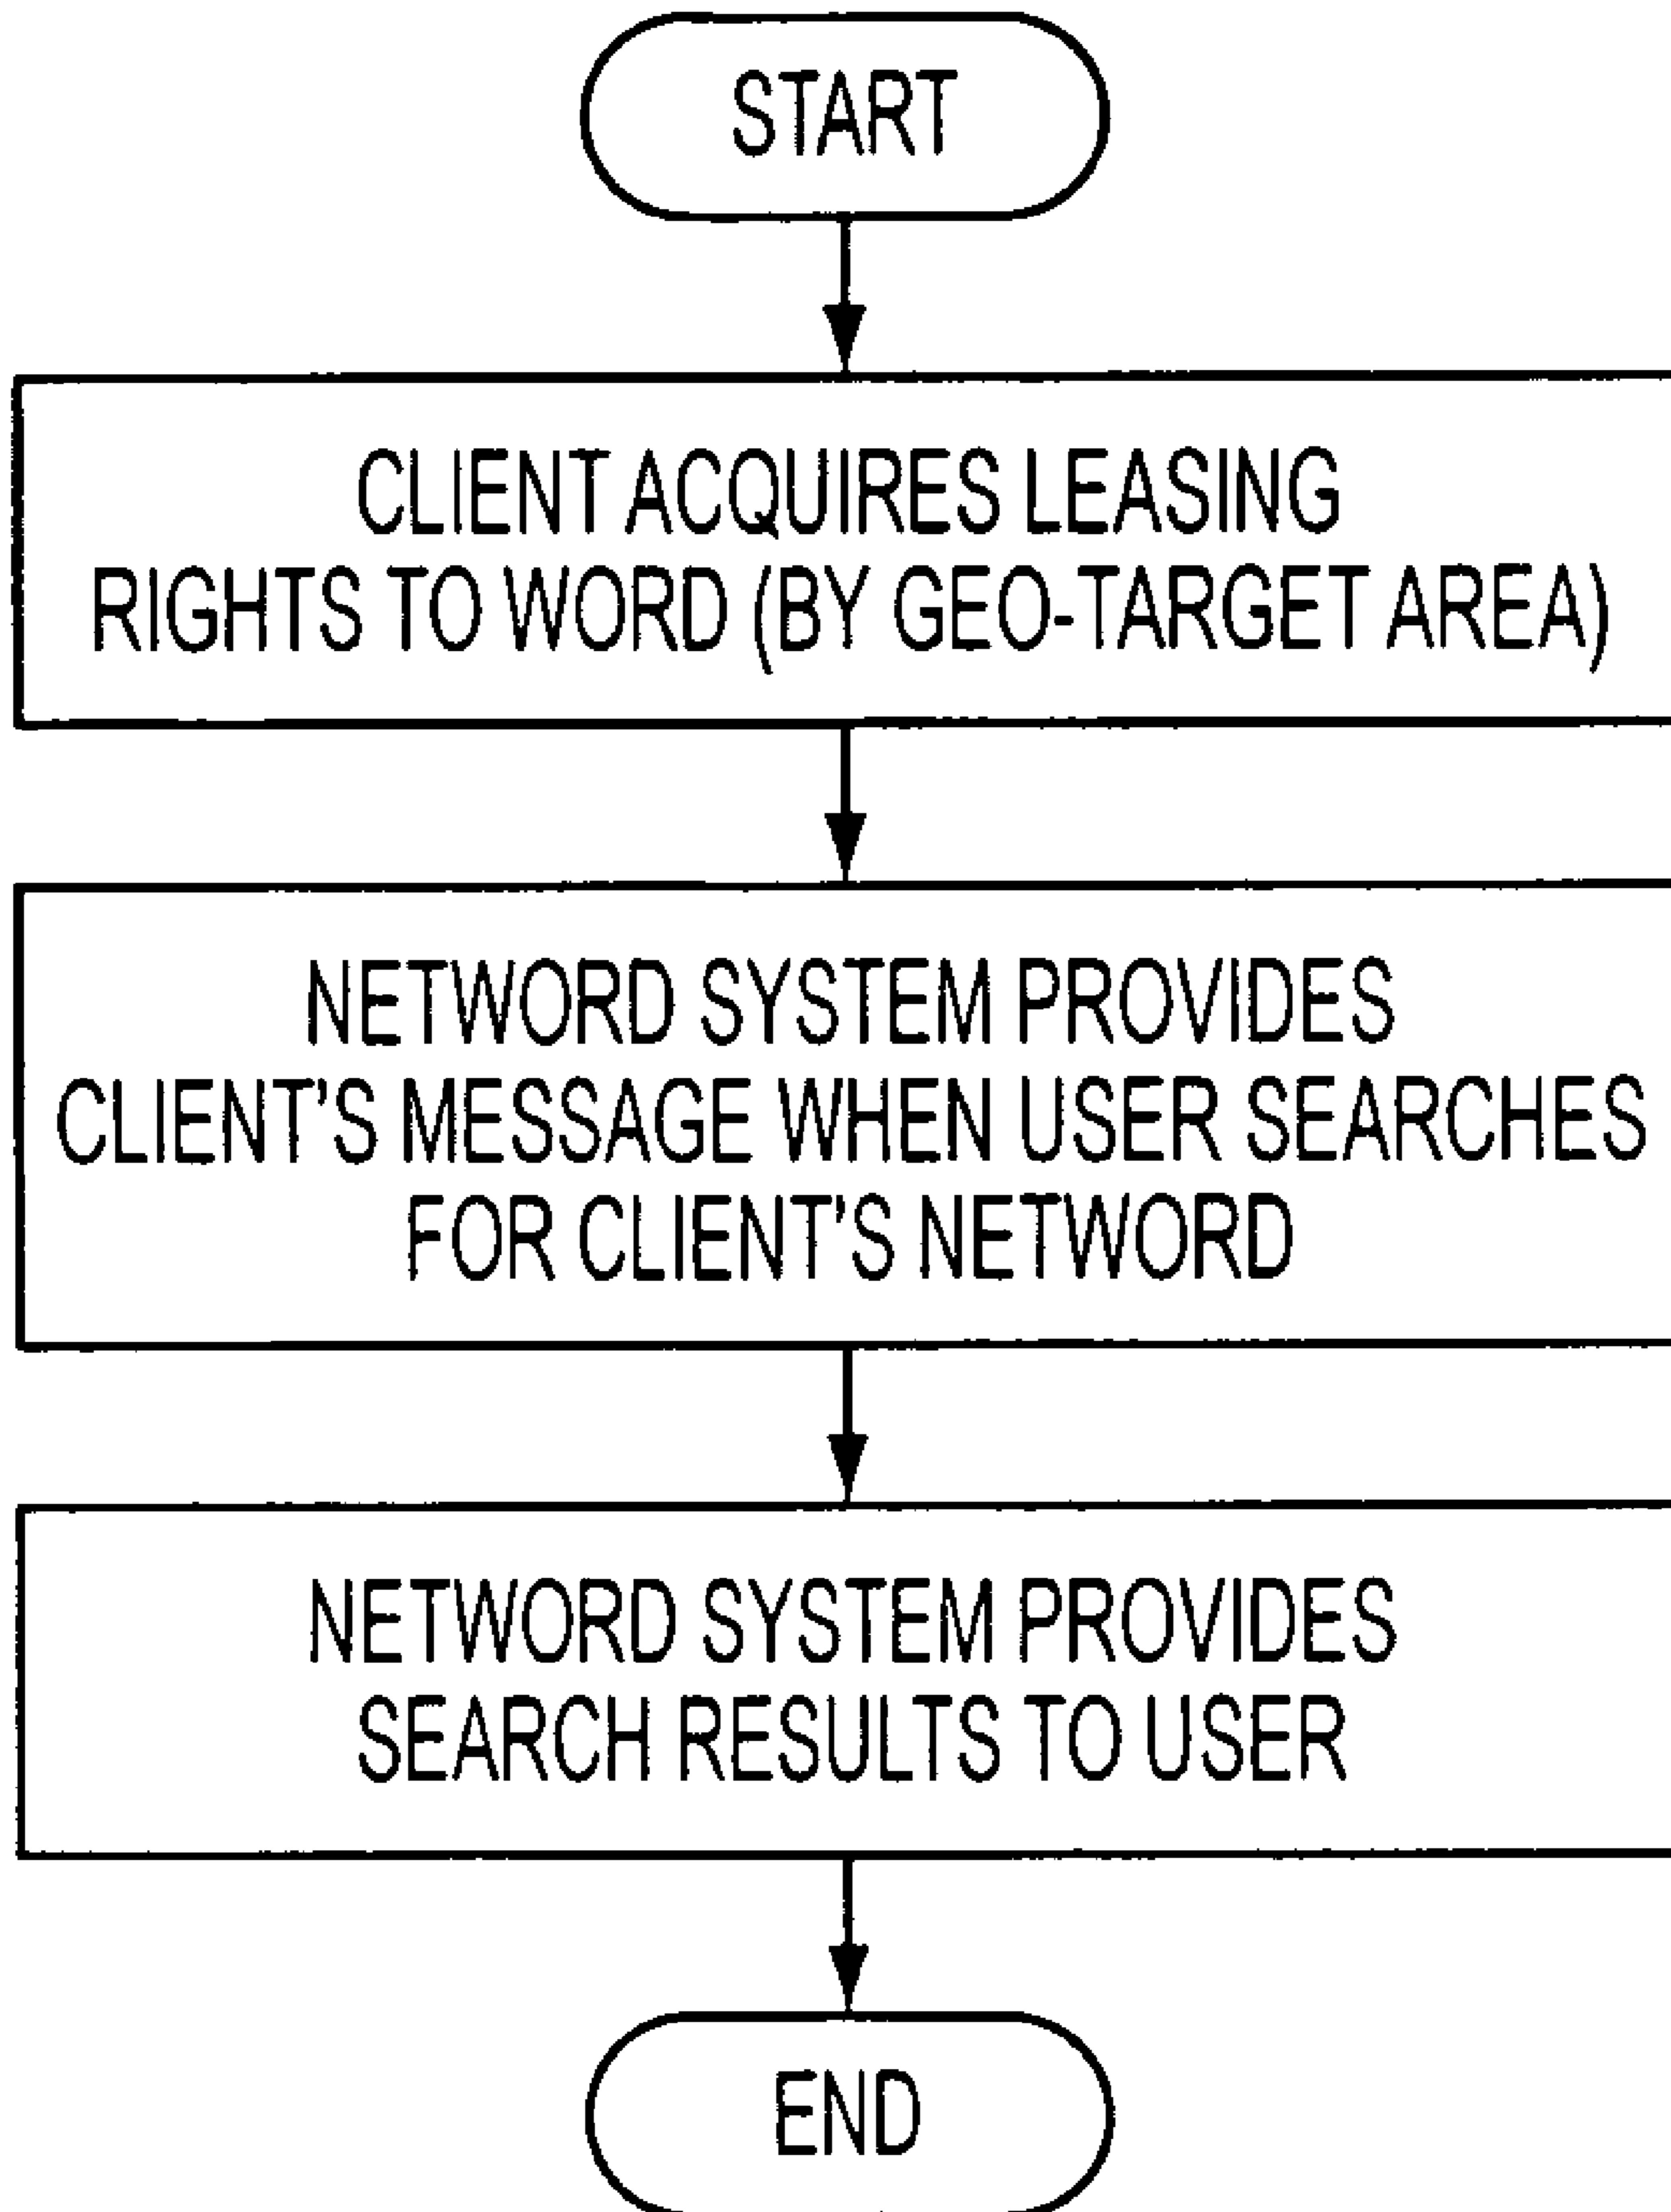 START
CLIENT ACQUIRES LEASING
RIGHTS TO WORD (BY GEO-TARGET AREA)
NETWORD SYSTEM PROVIDES
CLIENT'S MESSAGE WHEN USER SEARCHES
FOR CLIENT'S NETWORD
NETWORD SYSTEM PROVIDES
SEARCH RESULTS TO USER
END